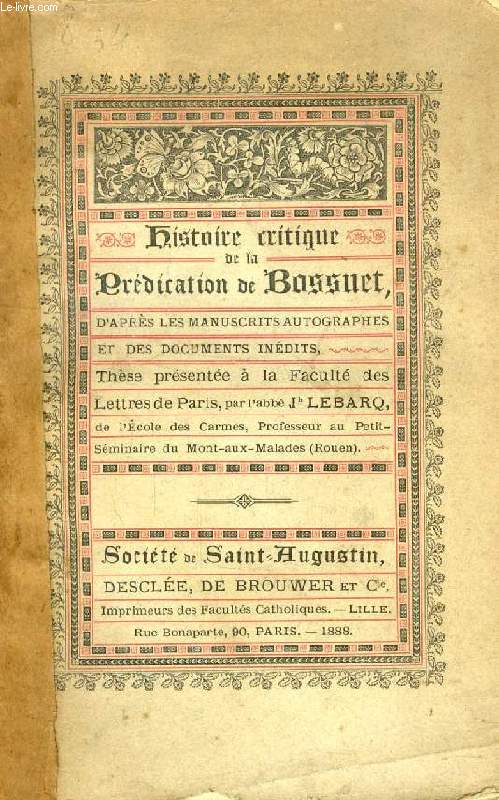 Le-livre.com
Histoire critique
de la
Prédication de Bossuet,
D'APRÈS LES MANUSCRITS AUTOGRAPHES
ET DES DOCUMENTS INÉDITS,
Thèse présentée à la Faculté des
Lettres de Paris, par l'abbé Jh LEBARQ,
de l'École des Carmes, Professeur au Petit-
Séminaire du Mont-aux-Malades (Rouen).
Société de Saint-Augustin,
DESCLÉE, DE BROUWER ET Cie.
Imprimeurs des Facultés Catholiques. — LILLE.
Rue Bonaparte, 90, PARIS. — 1888.